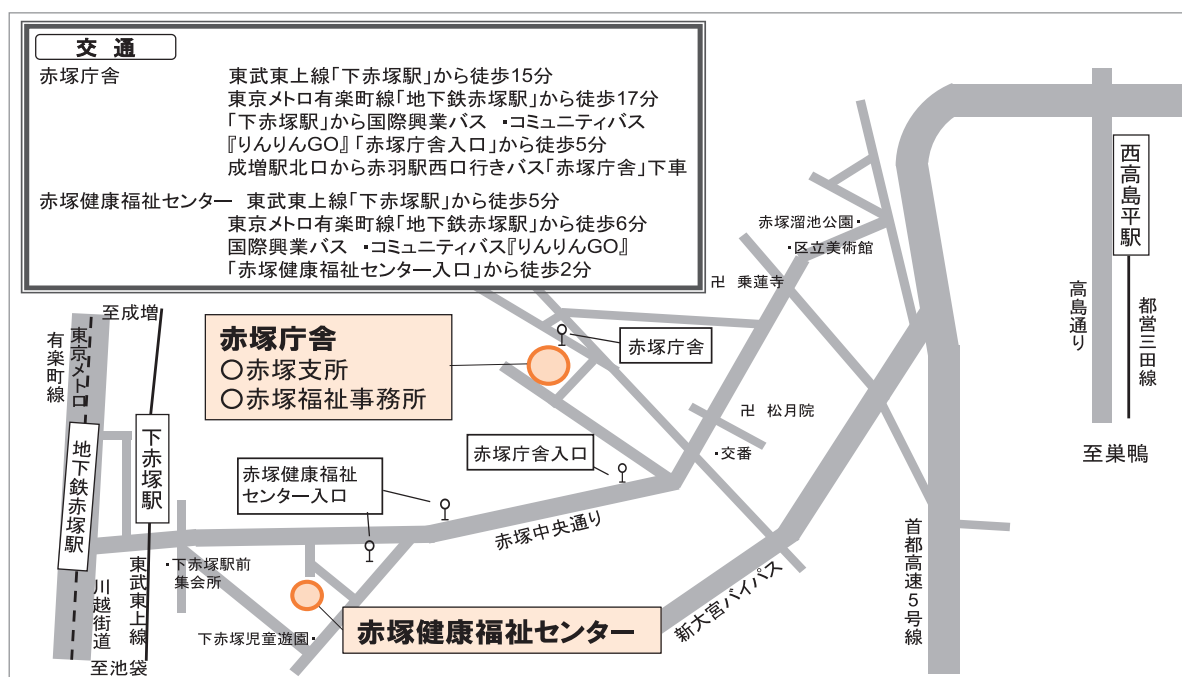 交 通
赤塚庁舎 東武東上線「下赤塚駅」から徒歩15分
東京メトロ有楽町線「地下鉄赤塚駅」から徒歩17分
「下赤塚駅」から国際興業バス ・コミュニティバス
『りんりんGO』「赤塚庁舎入口」から徒歩5分
成増駅北口から赤羽駅西口行きバス「赤塚庁舎」下車
赤塚健康福祉センター 東武東上線「下赤塚駅」から徒歩5分
東京メトロ有楽町線「地下鉄赤塚駅」から徒歩6分
国際興業バス ・コミュニティバス『りんりんGO』
「赤塚健康福祉センター入口」から徒歩2分
西高島平駅
赤塚溜池公園・
・区立美術館
卍 乗蓮寺
高島通り
都営三田線
至巣鴨
至成増
東京メトロ
有楽町線
赤塚庁舎
○赤塚支所
○赤塚福祉事務所
赤塚庁舎
卍 松月院
・交番
下赤塚駅
地下鉄赤塚駅
赤塚健康福祉
センター入口
赤塚庁舎入口
赤塚中央通り
首都高速5号線
新大宮バイパス
・下赤塚駅前
集会所
東武東上線
川越街道
下赤塚児童遊園・
赤塚健康福祉センター
至池袋